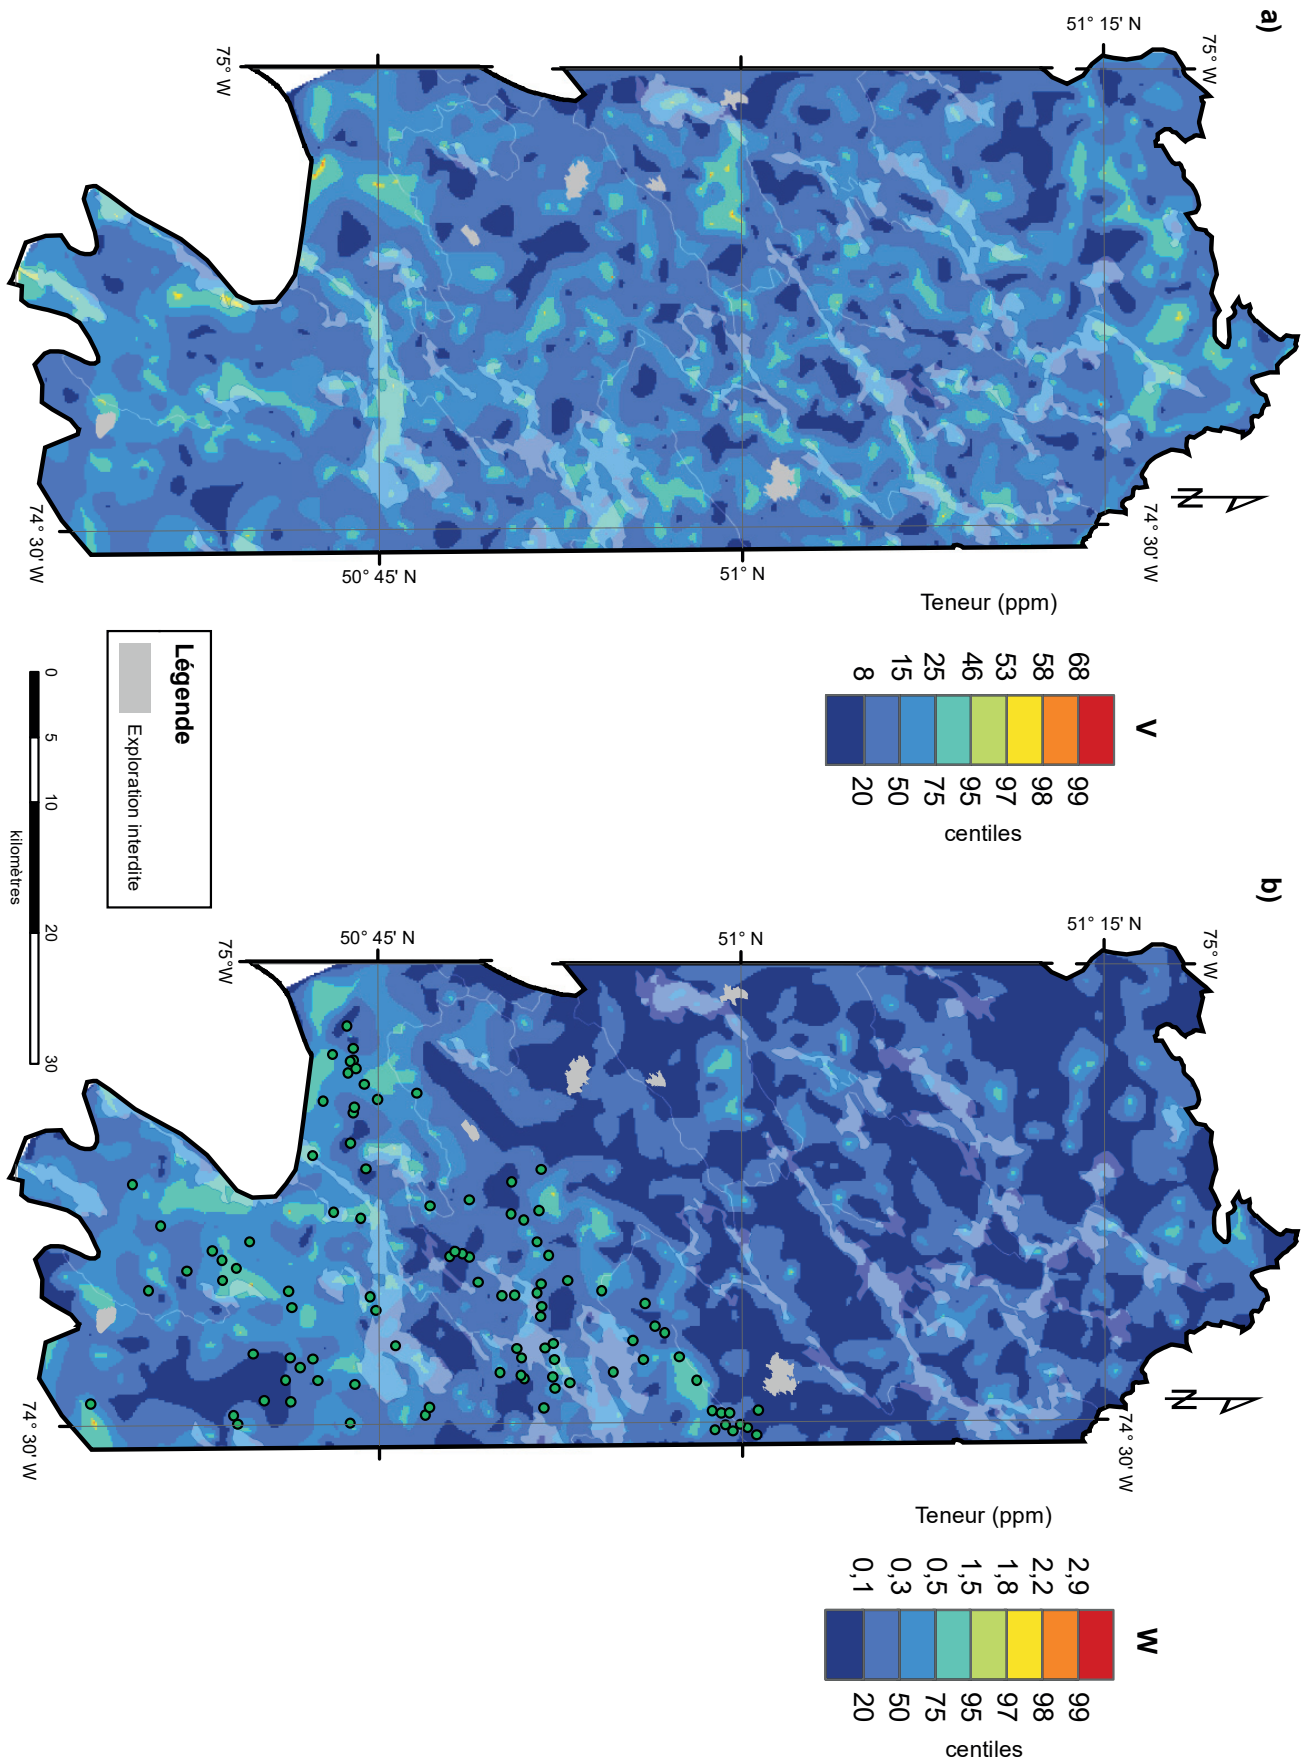 a)
75° W
51° 15' N
75° W
74° 30' W
50° 45' N
51° N
74° 30' W
N
Teneur (ppm)
68
58
53
46
25
15
8
V
99
98
97
95
75
50
20
centiles
Légende
Exploration interdite
0
5
10
20
30
kilomètres
b)
75° W
51° 15' N
51° N
50° 45' N
75°W
74° 30' W
74° 30' W
N
Teneur (ppm)
2,9
2,2
1,8
1,5
0,5
0,3
0,1
W
99
98
97
95
75
50
20
centiles